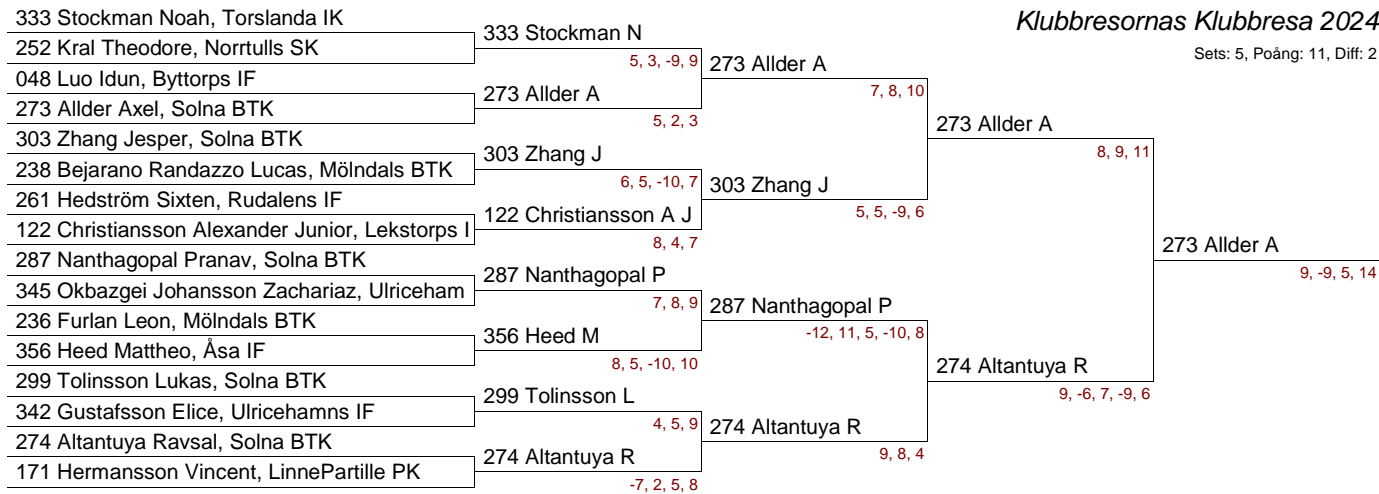 Klubbresornas Klubbresa 2024
Sets: 5, Poång: 11, Diff: 2
333 Stockman Noah, Torslanda IK
252 Kral Theodore, Norrtulls SK
048 Luo Idun, Byttorps IF
273 Allder Axel, Solna BTK
303 Zhang Jesper, Solna BTK
238 Bejarano Randazzo Lucas, Mölndals BTK
261 Hedström Sixten, Rudalens IF
122 Christiansson Alexander Junior, Lekstorps I
287 Nanthagopal Pranav, Solna BTK
345 Okbazgei Johansson Zachariaz, Ulriceham
236 Furlan Leon, Mölndals BTK
356 Heed Mattheo, Åsa IF
299 Tolinsson Lukas, Solna BTK
342 Gustafsson Elice, Ulricehamns IF
274 Altantuya Ravsal, Solna BTK
171 Hermansson Vincent, LinnePartille PK
333 Stockman N
5, 3, -9, 9
273 Allder A
5, 2, 3
303 Zhang J
6, 5, -10, 7
122 Christiansson A J
8, 4, 7
287 Nanthagopal P
7, 8, 9
356 Heed M
8, 5, -10, 10
299 Tolinsson L
4, 5, 9
274 Altantuya R
-7, 2, 5, 8
273 Allder A
7, 8, 10
303 Zhang J
5, 5, -9, 6
287 Nanthagopal P
-12, 11, 5, -10, 8
274 Altantuya R
9, 8, 4
273 Allder A
8, 9, 11
274 Altantuya R
9, -6, 7, -9, 6
273 Allder A
9, -9, 5, 14